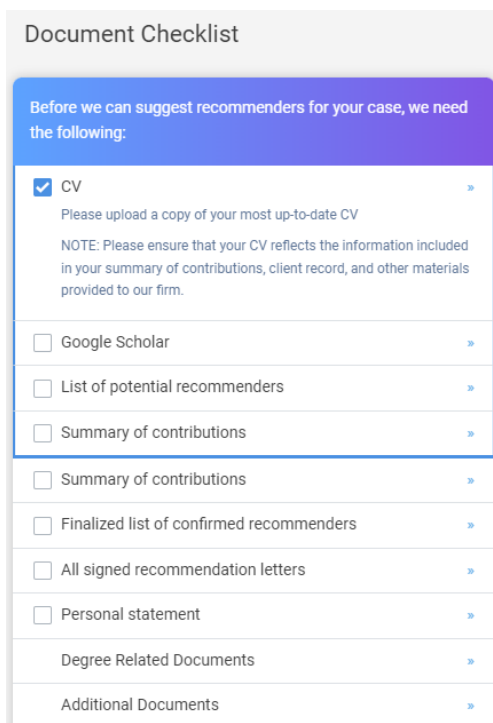 Document Checklist
Before we can suggest recommenders for your case, we need
the following:
CV »
Please upload a copy of your most up-to-date CV
NOTE: Please ensure that your CV reflects the information included
in your summary of contributions, client record, and other materials
provided to our firm.
Google Scholar »
List of potential recommenders »
Summary of contributions »
Summary of contributions »
Finalized list of confirmed recommenders »
All signed recommendation letters »
Personal statement »
Degree Related Documents »
Additional Documents »